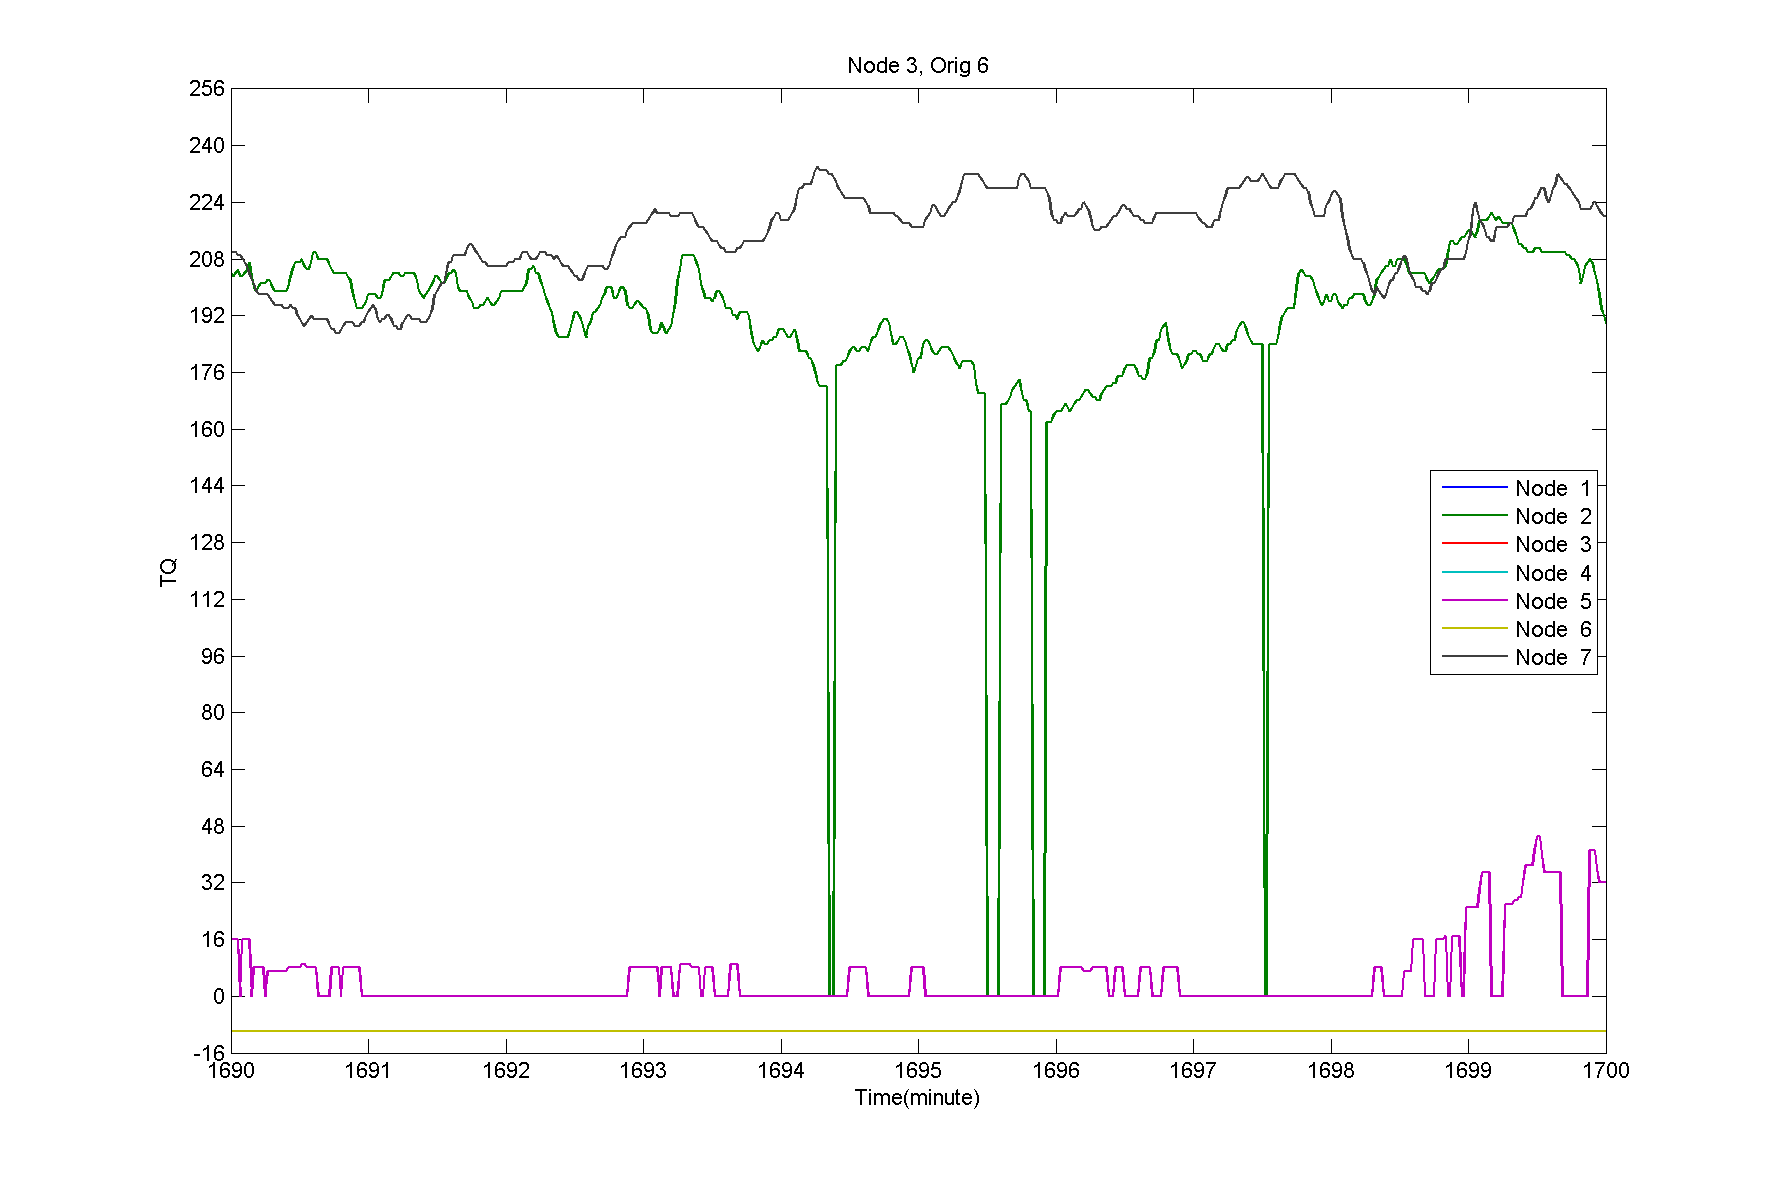 Node 3, Orig 6
256
240
224
208
192
176
160
144
128
112
96
80
64
48
32
16
0
-16
TQ
Node 1
Node 2
Node 3
Node 4
Node 5
Node 6
Node 7
1690 1691 1692 1693 1694 1695 1696 1697 1698 1699 1700
Time(minute)